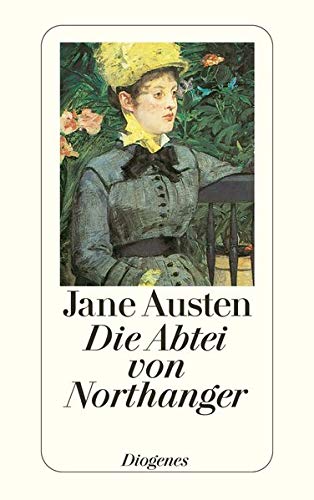 Jane Austen
Die Abtei
von
Northanger
Diogenes